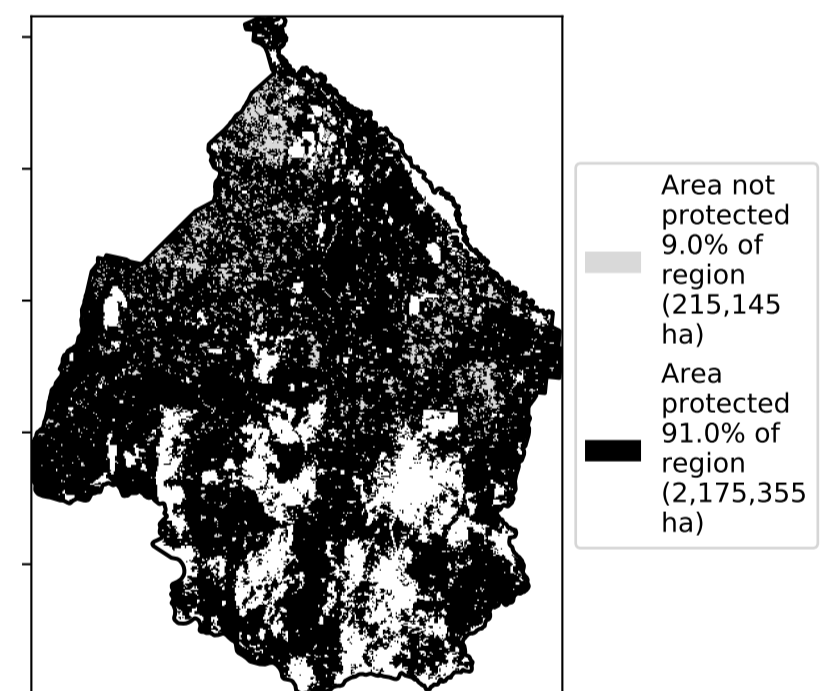 Area not
protected
9.0% of
region
(215,145
ha)
Area
protected
91.0% of
region
(2,175,355
ha)